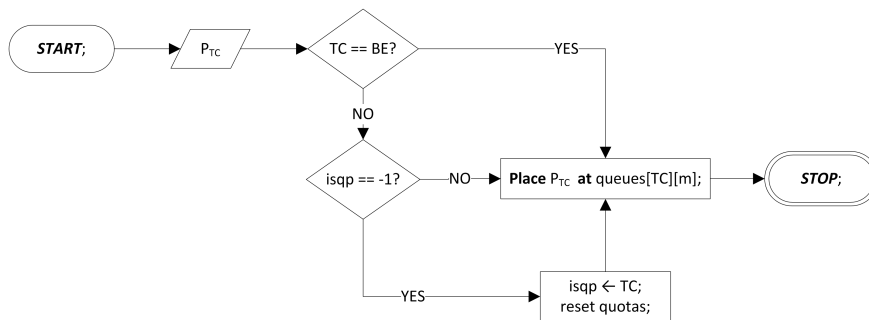 START;
PTC
TC == BE?
YES
NO
isqp == -1?
NO
Place PTC at queues[TC][m];
STOP;
YES
isqp ← TC;
reset quotas;